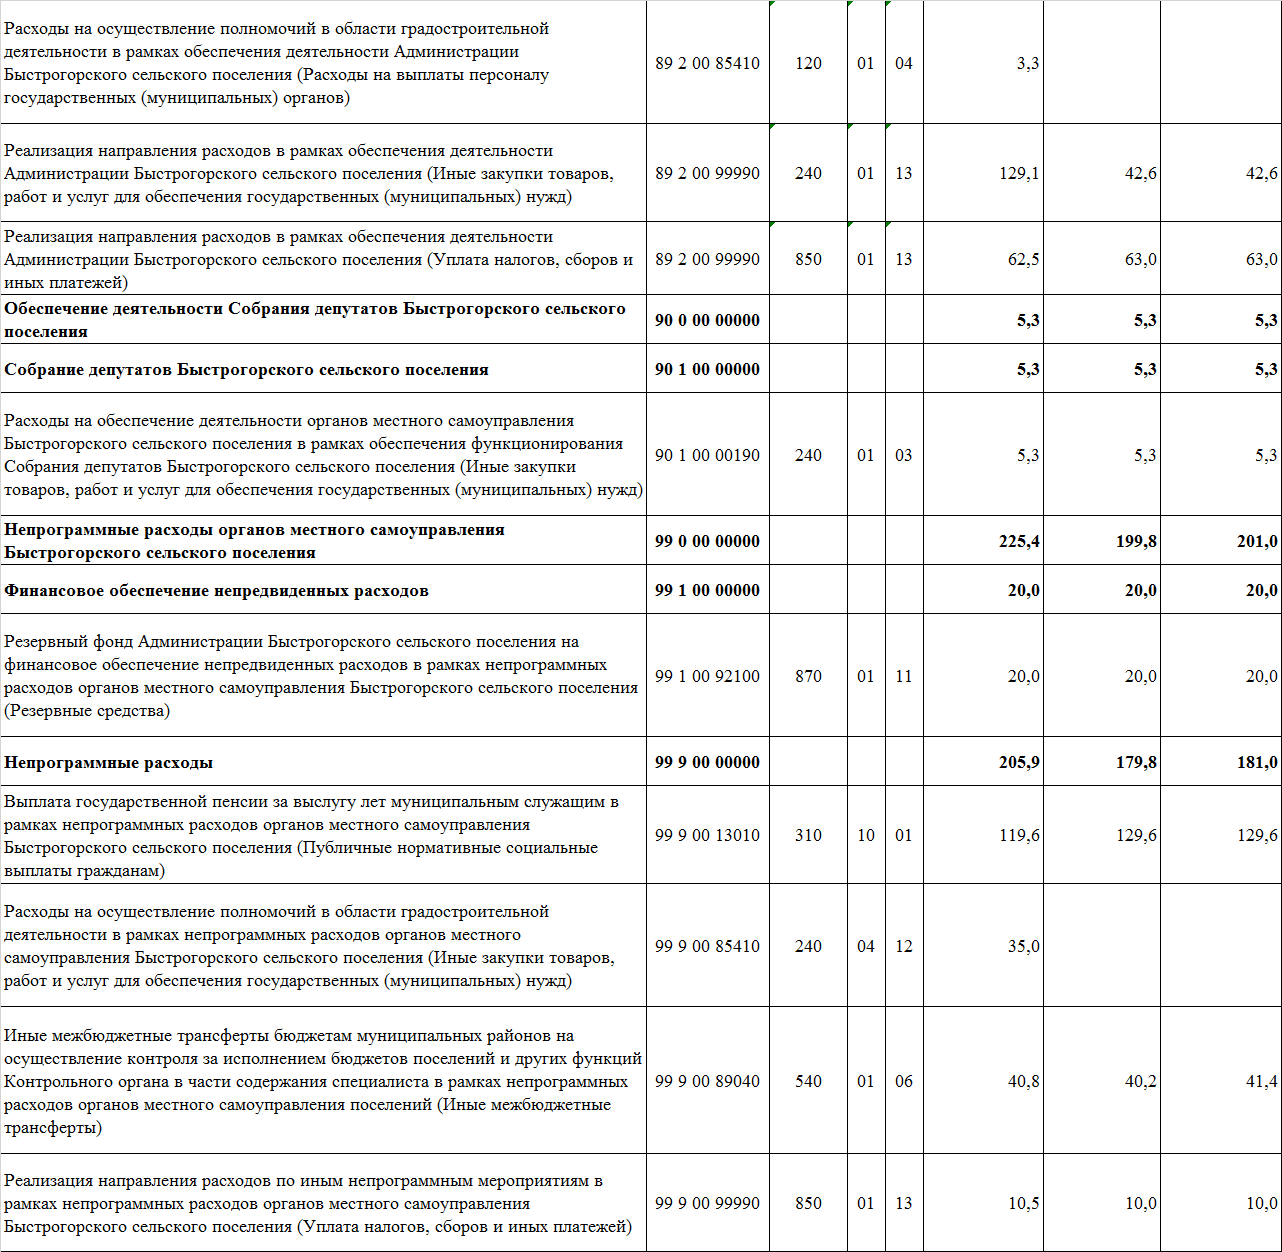 Расходы на осуществление полномочий в области градостроительной
деятельности в рамках обеспечения деятельности Администрации
Быстрогорского сельского поселения (Расходы на выплаты персоналу
государственных (муниципальных) органов)
89 2 00 85410 120 01 04 3,3
Реализация направления расходов в рамках обеспечения деятельности
Администрации Быстрогорского сельского поселения (Иные закупки товаров,
работ и услуг для обеспечения государственных (муниципальных) нужд)
89 2 00 99990 240 01 13 129,1 42,6 42,6
Реализация направления расходов в рамках обеспечения деятельности
Администрации Быстрогорского сельского поселения (Уплата налогов, сборов и
иных платежей)
89 2 00 99990 850 01 13 62,5 63,0 63,0
Обеспечение деятельности Собрания депутатов Быстрогорского сельского
поселения
90 0 00 00000 5,3 5,3 5,3
Собрание депутатов Быстрогорского сельского поселения
90 1 00 00000 5,3 5,3 5,3
Расходы на обеспечение деятельности органов местного самоуправления
Быстрогорского сельского поселения в рамках обеспечения функционирования
Собрания депутатов Быстрогорского сельского поселения (Иные закупки
товаров, работ и услуг для обеспечения государственных (муниципальных) нужд)
90 1 00 00190 240 01 03 5,3 5,3 5,3
Непрограммные расходы органов местного самоуправления
Быстрогорского сельского поселения
99 0 00 00000 225,4 199,8 201,0
Финансовое обеспечение непредвиденных расходов
99 1 00 00000 20,0 20,0 20,0
Резервный фонд Администрации Быстрогорского сельского поселения на
финансовое обеспечение непредвиденных расходов в рамках непрограммных
расходов органов местного самоуправления Быстрогорского сельского поселения
(Резервные средства)
99 1 00 92100 870 01 11 20,0 20,0 20,0
Непрограммные расходы
99 9 00 00000 205,9 179,8 181,0
Выплата государственной пенсии за выслугу лет муниципальным служащим в
рамках непрограммных расходов органов местного самоуправления
Быстрогорского сельского поселения (Публичные нормативные социальные
выплаты гражданам)
99 9 00 13010 310 10 01 119,6 129,6 129,6
Расходы на осуществление полномочий в области градостроительной
деятельности в рамках непрограммных расходов органов местного
самоуправления Быстрогорского сельского поселения (Иные закупки товаров,
работ и услуг для обеспечения государственных (муниципальных) нужд)
99 9 00 85410 240 04 12 35,0
Иные межбюджетные трансферты бюджетам муниципальных районов на
осуществление контроля за исполнением бюджетов поселений и других функций
Контрольного органа в части содержания специалиста в рамках непрограммных
расходов органов местного самоуправления поселений (Иные межбюджетные
трансферты)
99 9 00 89040 540 01 06 40,8 40,2 41,4
Реализация направления расходов по иным непрограммным мероприятиям в
рамках непрограммных расходов органов местного самоуправления
Быстрогорского сельского поселения (Уплата налогов, сборов и иных платежей)
99 9 00 99990 850 01 13 10,5 10,0 10,0